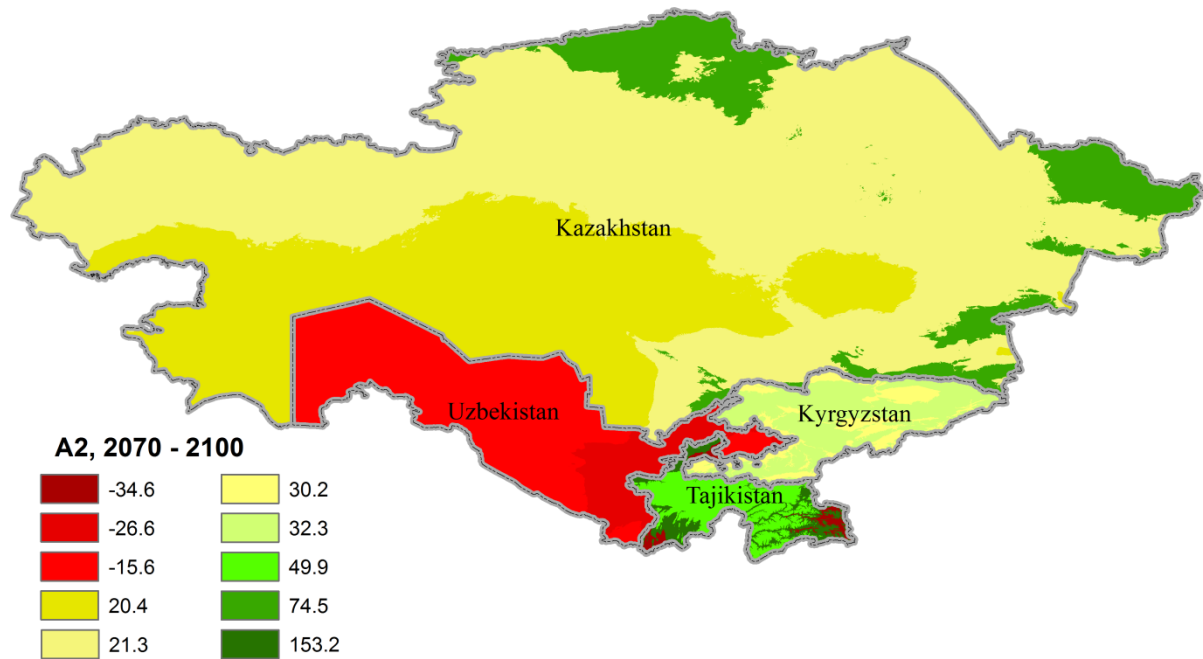 Kazakhstan
Uzbekistan
Kyrgyzstan
Tajikistan
A2, 2070 - 2100
-34.6
30.2
-26.6
32.3
-15.6
49.9
20.4
74.5
21.3
153.2